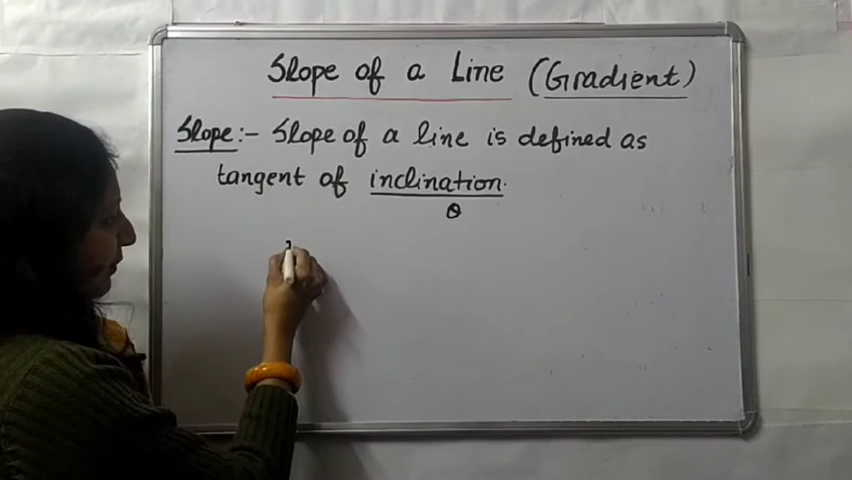 Slope of a Line (Gradient)
Slope:- Slope of a line is defined as
tangent of inclination.
θ